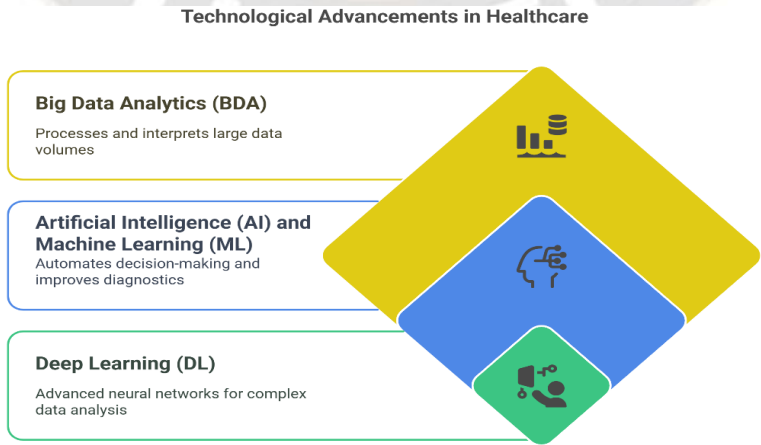 Technological Advancements in Healthcare
Big Data Analytics (BDA)
Processes and interprets large data
volumes
Artificial Intelligence (AI) and
Machine Learning (ML)
Automates decision-making and
improves diagnostics
Deep Learning (DL)
Advanced neural networks for complex
data analysis